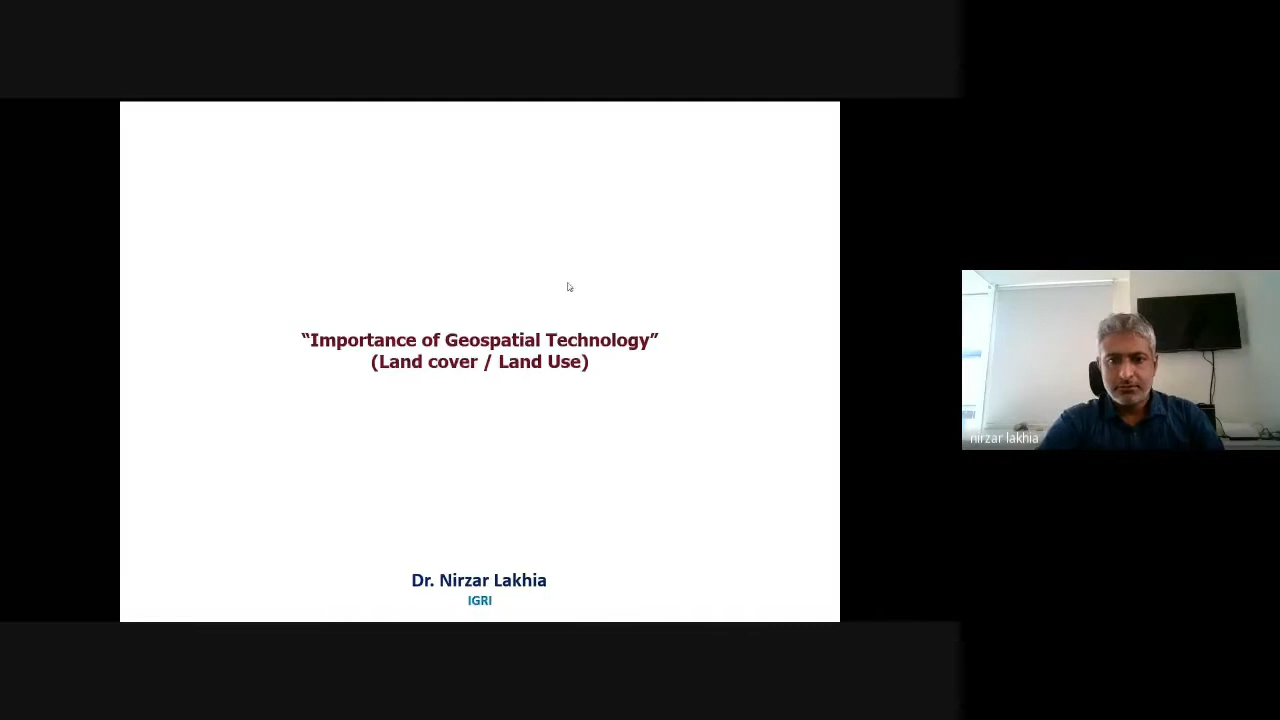 “Importance of Geospatial Technology”
(Land cover / Land Use)
Dr. Nirzar Lakhia
IGRI
nirzar lakhia